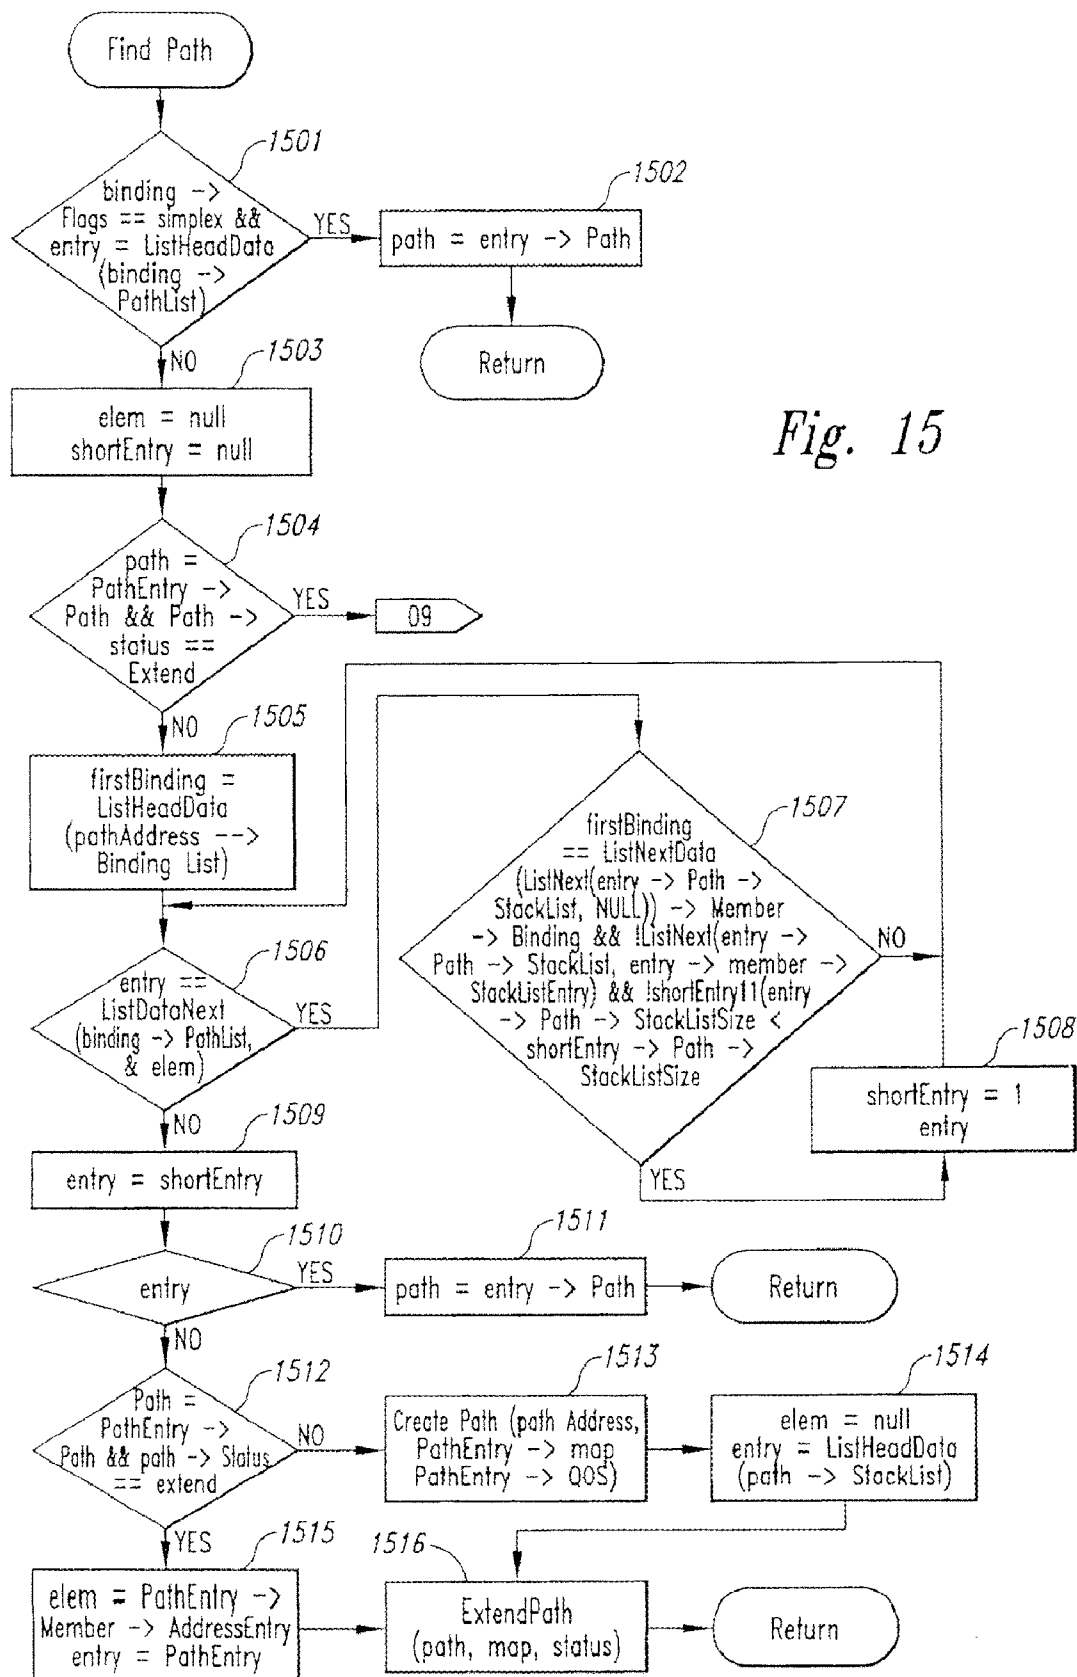 Find Path
1501
binding ->
Flags == simplex &&
entry = ListHeadData
(binding ->
PathList)
YES
NO
1502
path = entry -> Path
Return
1503
elem = null
shortEntry = null
Fig. 15
1504
path =
PathEntry ->
Path && Path ->
status ==
Extend
YES
09
NO
1505
firstBinding =
ListHeadData
(pathAddress -->
Binding List)
1506
entry ==
ListDataNext
(binding -> PathList,
& elem)
YES
NO
1507
firstBinding
== ListNextData
(ListNext(entry -> Path ->
StackList, NULL)) -> Member
-> Binding && !ListNext(entry ->
Path -> StackList, entry -> member ->
StackListEntry) && !shortEntry11(entry
-> Path -> StackListSize <
shortEntry -> Path ->
StackListSize
NO
YES
1508
shortEntry = 1
entry
1509
entry = shortEntry
1510
entry
YES
NO
1511
path = entry -> Path
Return
1512
Path =
PathEntry ->
Path && path -> Status
== extend
NO
YES
1513
Create Path (path Address,
PathEntry -> map
PathEntry -> QOS)
1514
elem = null
entry = ListHeadData
(path -> StackList)
1515
elem = PathEntry ->
Member -> AddressEntry
entry = PathEntry
1516
ExtendPath
(path, map, status)
Return